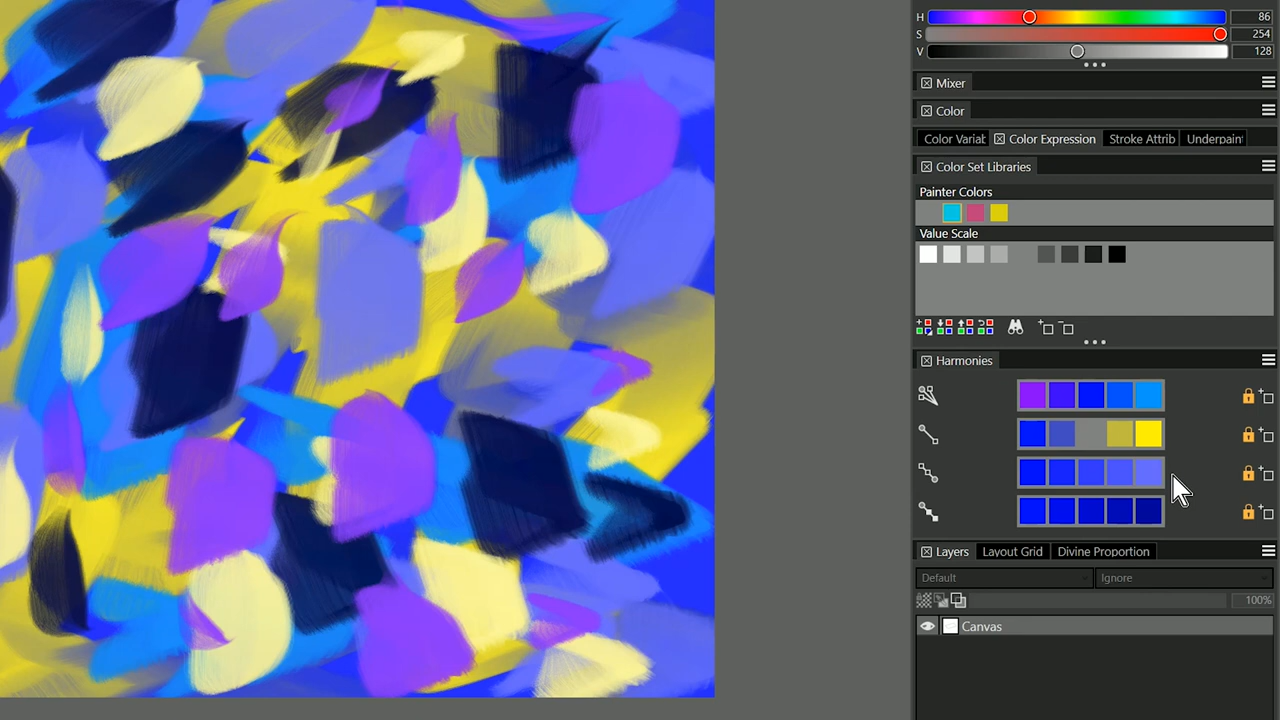 H 86
S 254
V 128
Mixer
Color
Color Variat Color Expression Stroke Attrib Underpain
Color Set Libraries
Painter Colors
Value Scale
Harmonies
Layers Layout Grid Divine Proportion
Default Ignore
100%
Canvas